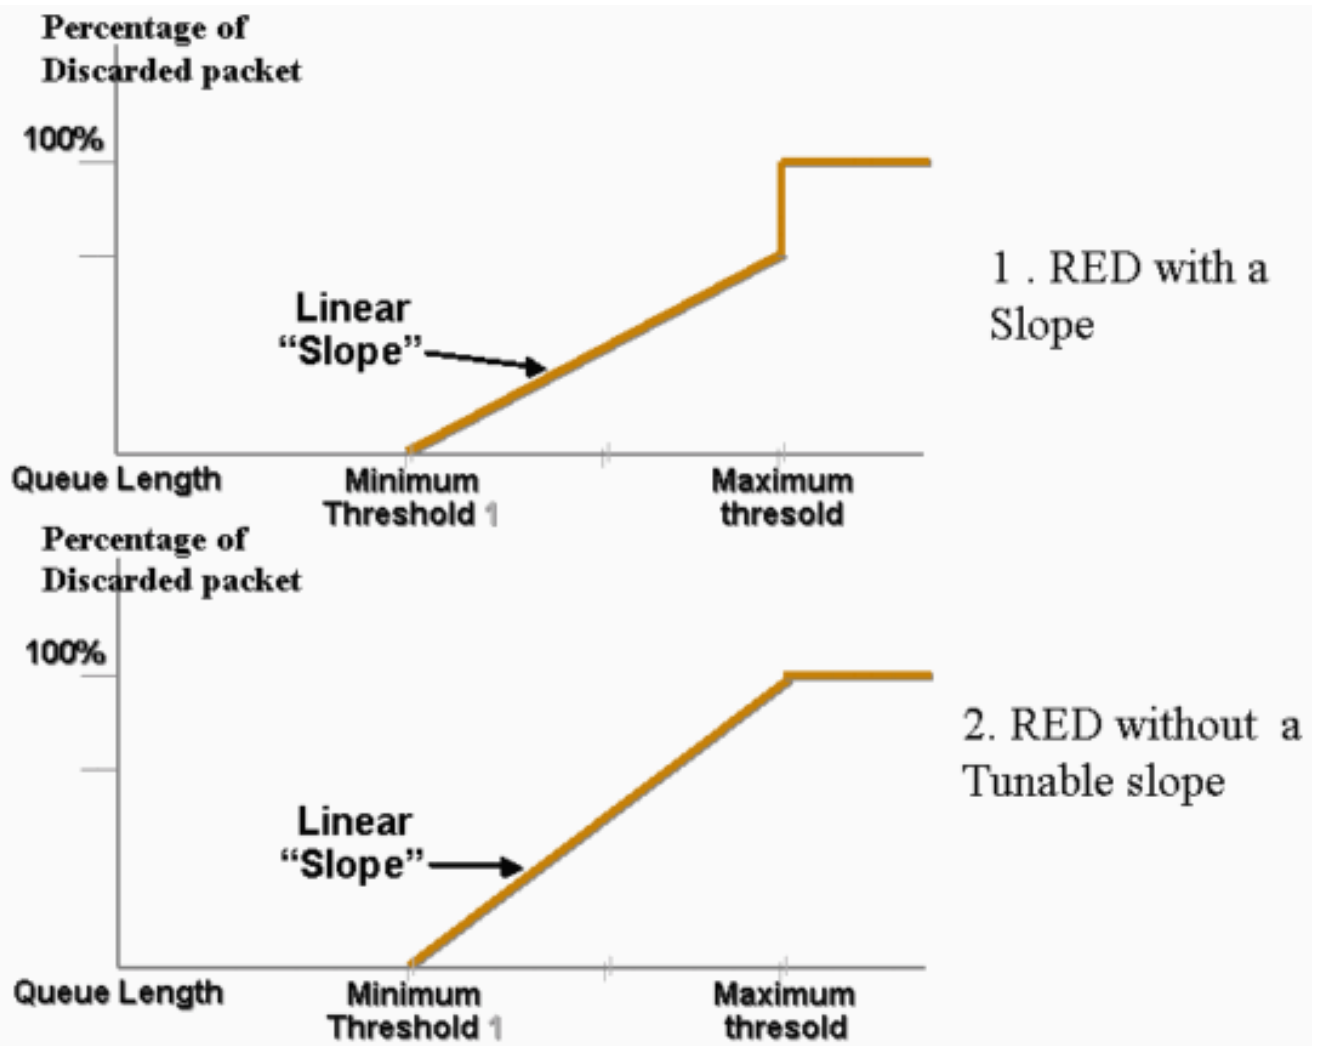 Percentage of
Discarded packet
100%
1 . RED with a
Slope
Linear
“Slope”
Queue Length
Minimum
Threshold 1
Maximum
thresold
Percentage of
Discarded packet
100%
2. RED without a
Tunable slope
Linear
“Slope”
Queue Length
Minimum
Threshold 1
Maximum
thresold